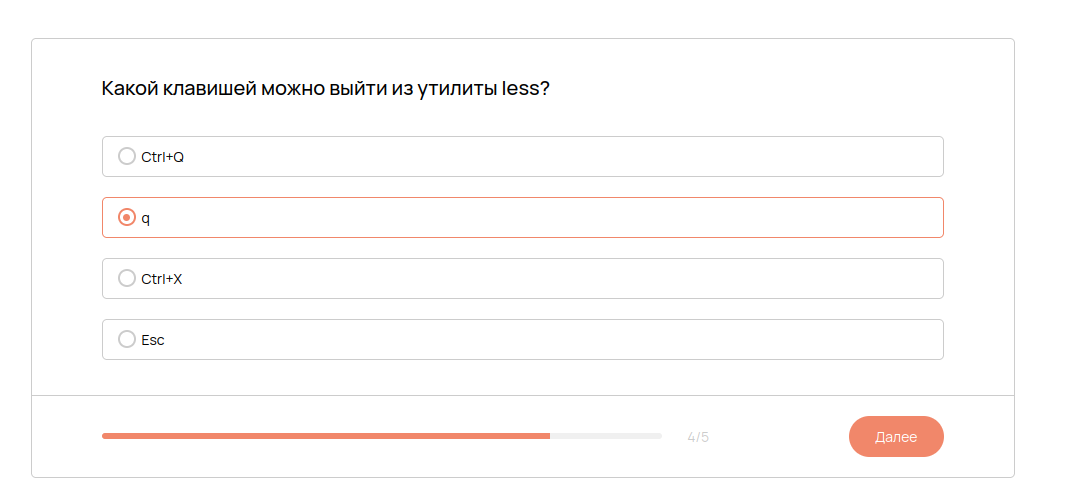 Какой клавишей можно выйти из утилиты less?
Ctrl+Q
q
Ctrl+X
Esc
4/5
Далее